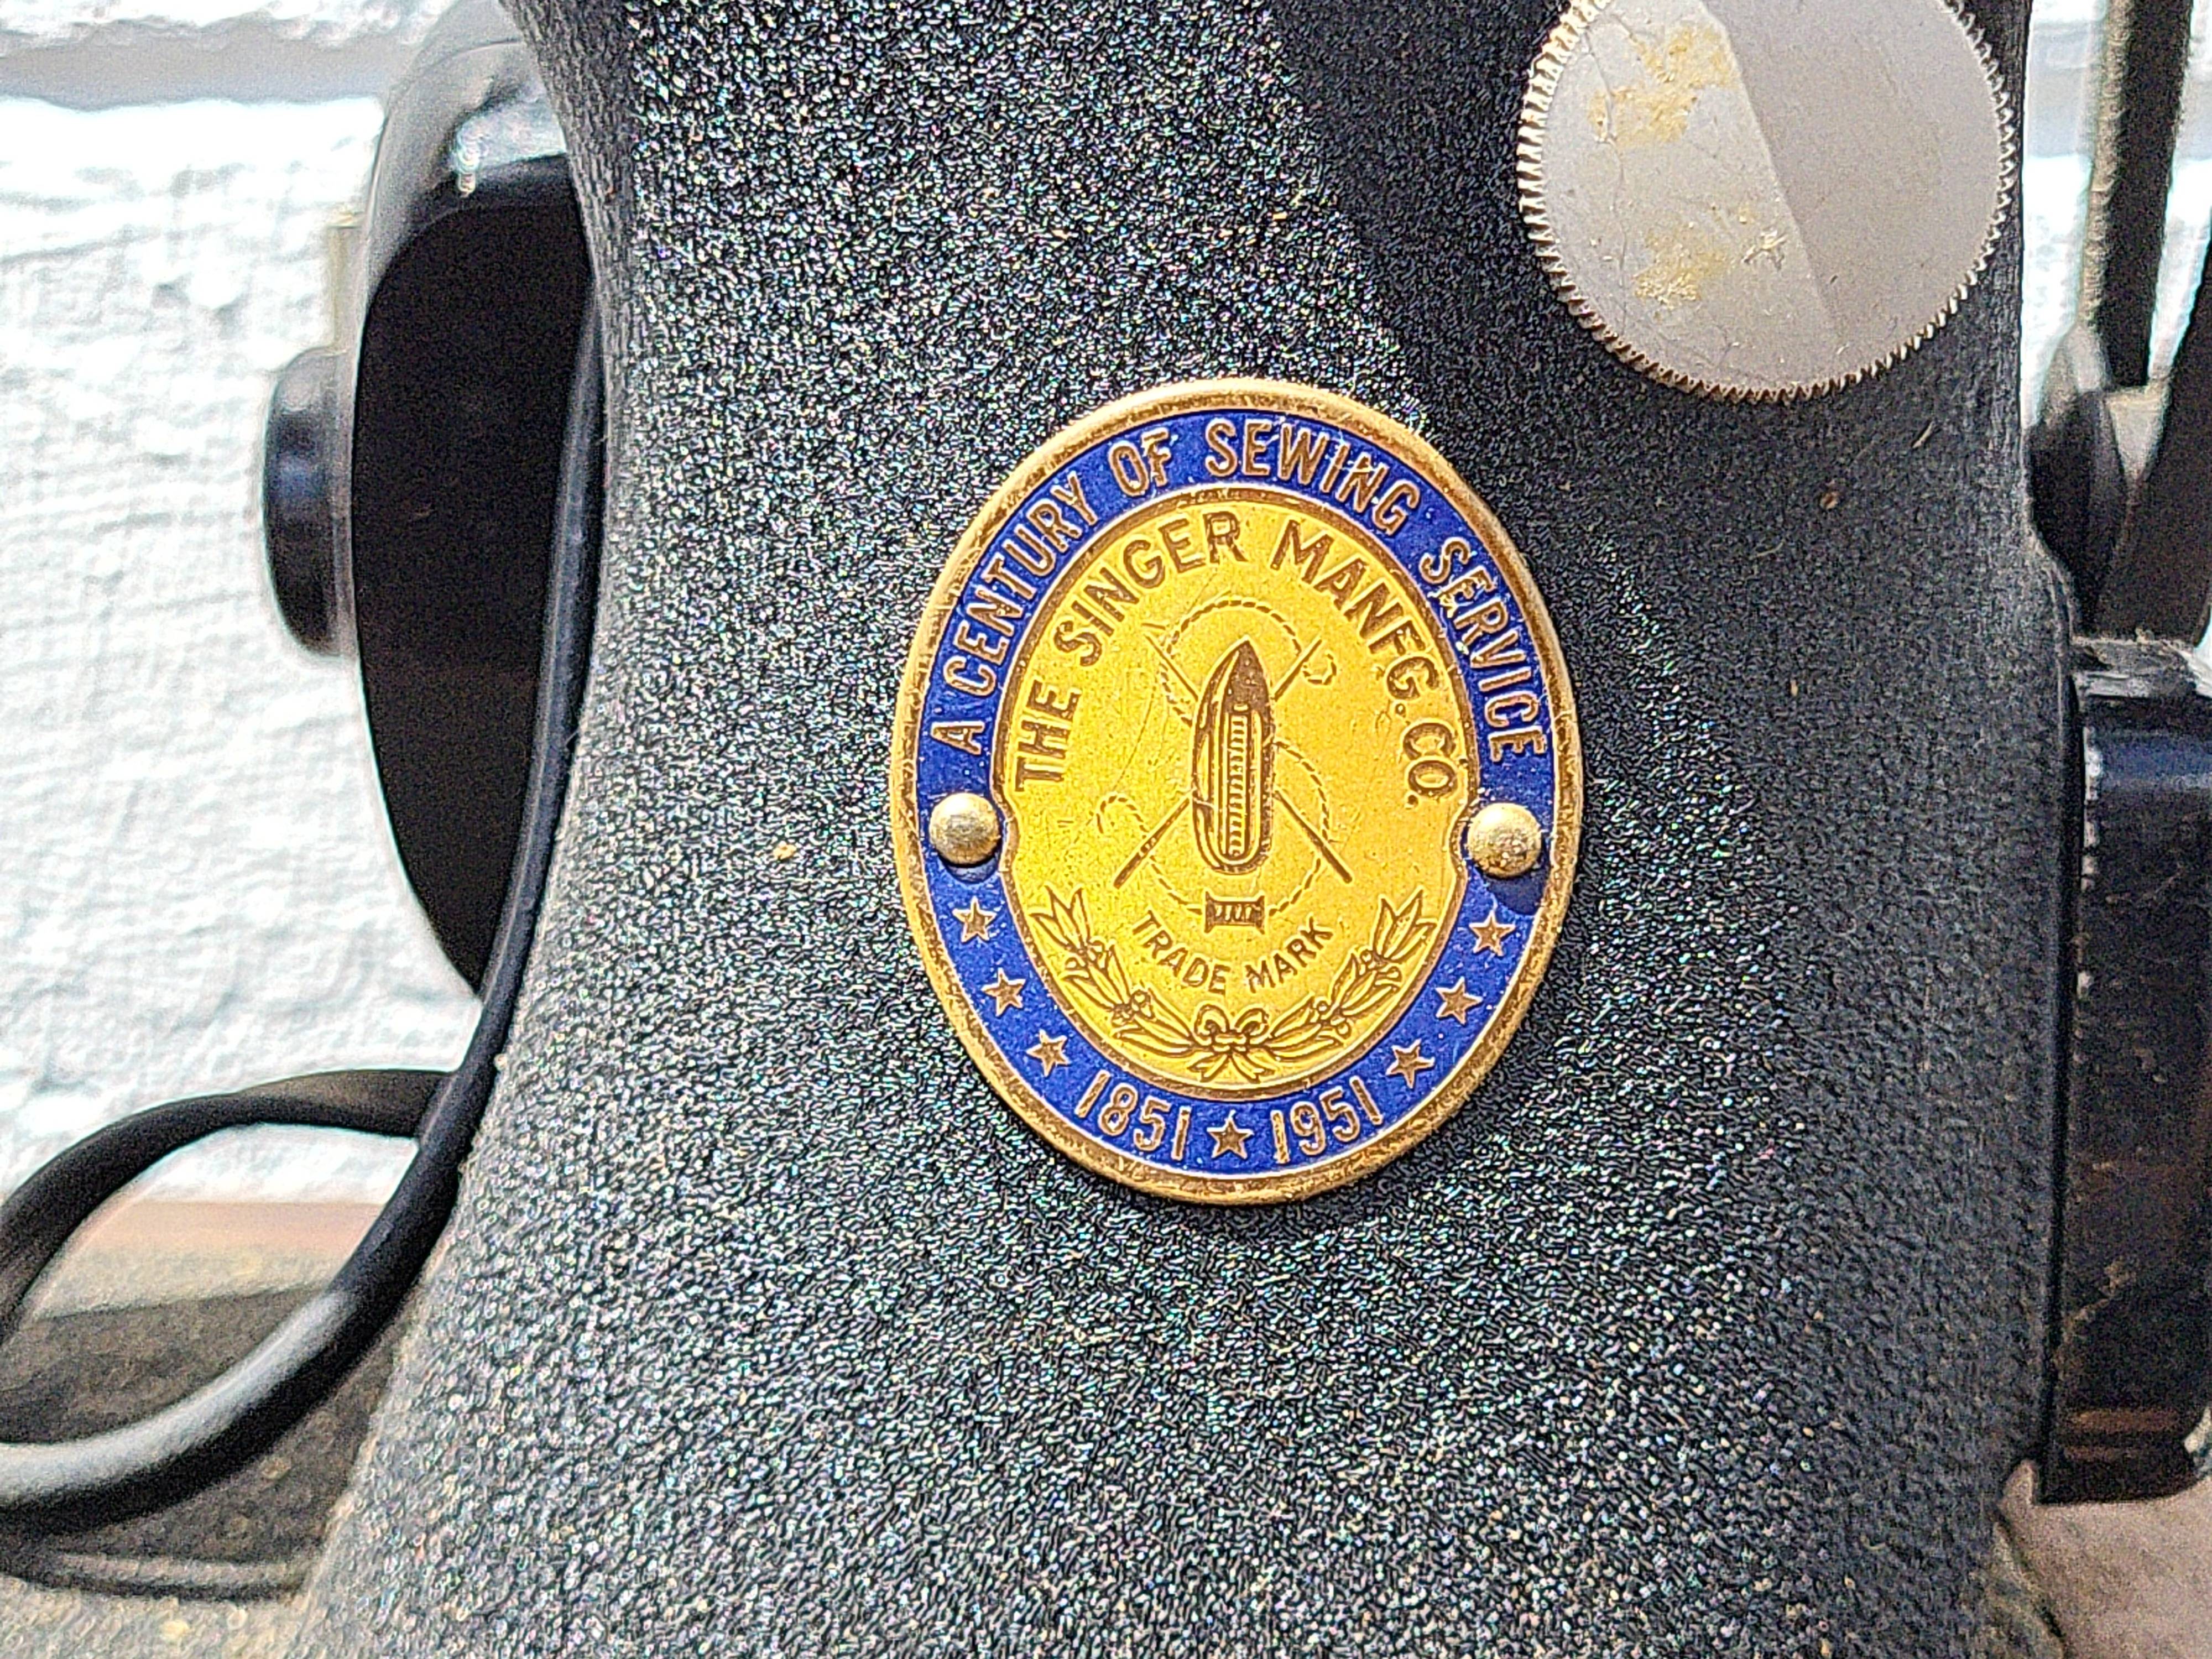 A CENTURY OF SEWING SERVICE
THE SINGER MANFG. CO.
TRADE MARK
1851 ★ 1951